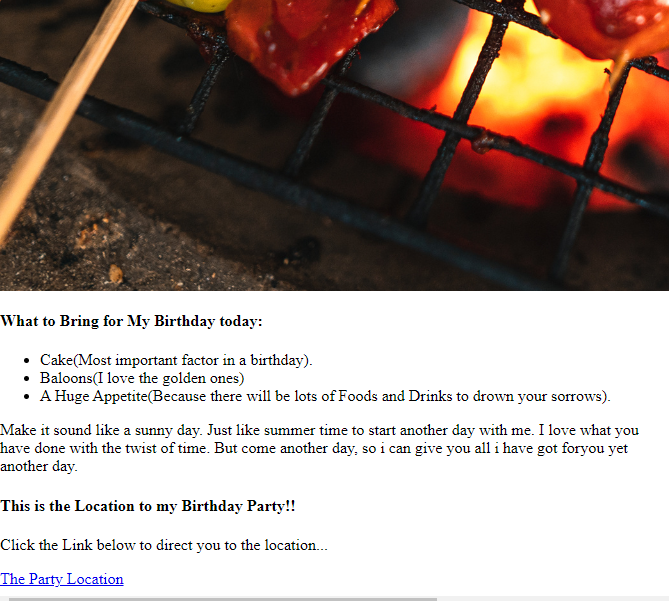 What to Bring for My Birthday today:
Cake(Most important factor in a birthday).
Baloons(I love the golden ones)
A Huge Appetite(Because there will be lots of Foods and Drinks to drown your sorrows).
Make it sound like a sunny day. Just like summer time to start another day with me. I love what you
have done with the twist of time. But come another day, so i can give you all i have got foryou yet
another day.
This is the Location to my Birthday Party!!
Click the Link below to direct you to the location...
The Party Location